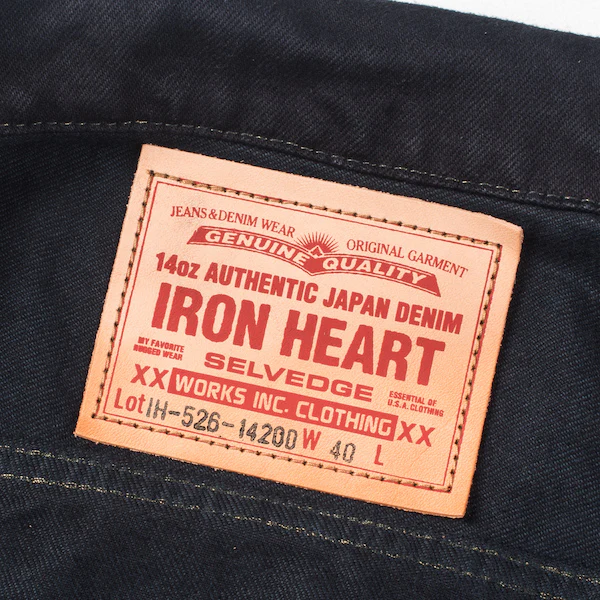 JEANS&DENIM WEAR ORIGINAL GARMENT
GENUINE QUALITY
14oz AUTHENTIC JAPAN DENIM
IRON HEART
MY FAVORITE
RUGGED WEAR
SELVEDGE
ESSENTIAL OF
U.S.A. CLOTHING
XX WORKS INC. CLOTHING XX
Lot IH-526-14200 W 40 L